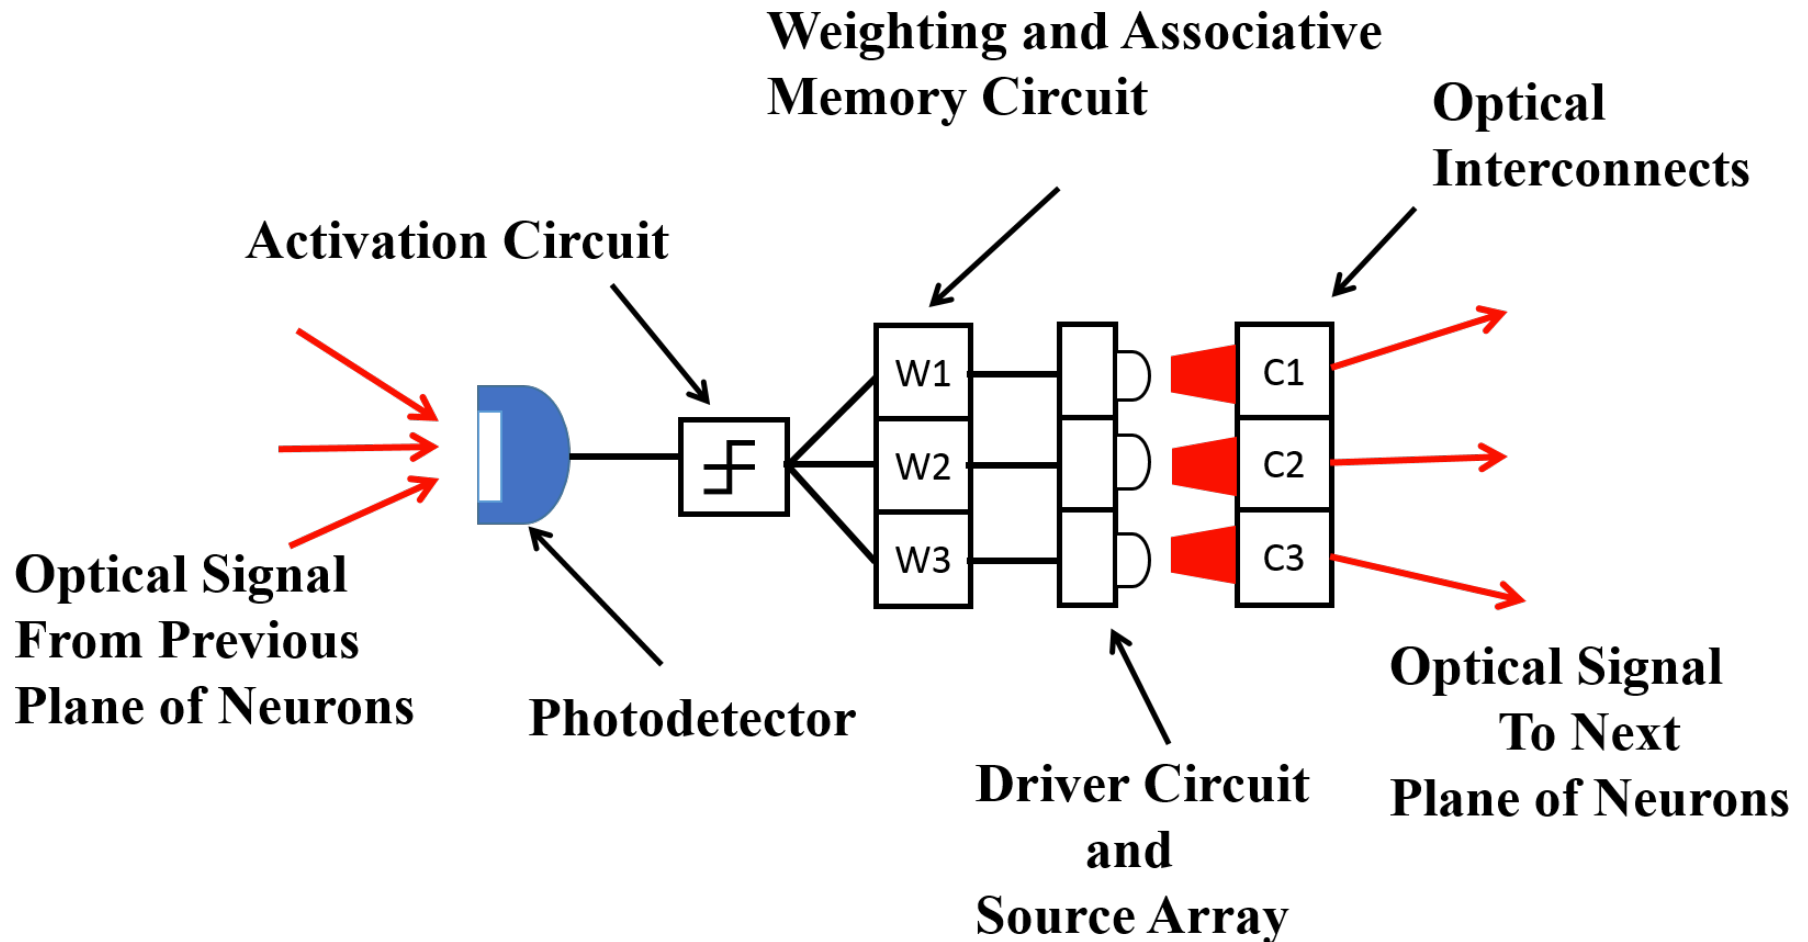 Weighting and Associative
Memory Circuit
Optical
Interconnects
Activation Circuit
W1
W2
W3
C1
C2
C3
Optical Signal
From Previous
Plane of Neurons
Photodetector
Driver Circuit
and
Source Array
Optical Signal
To Next
Plane of Neurons